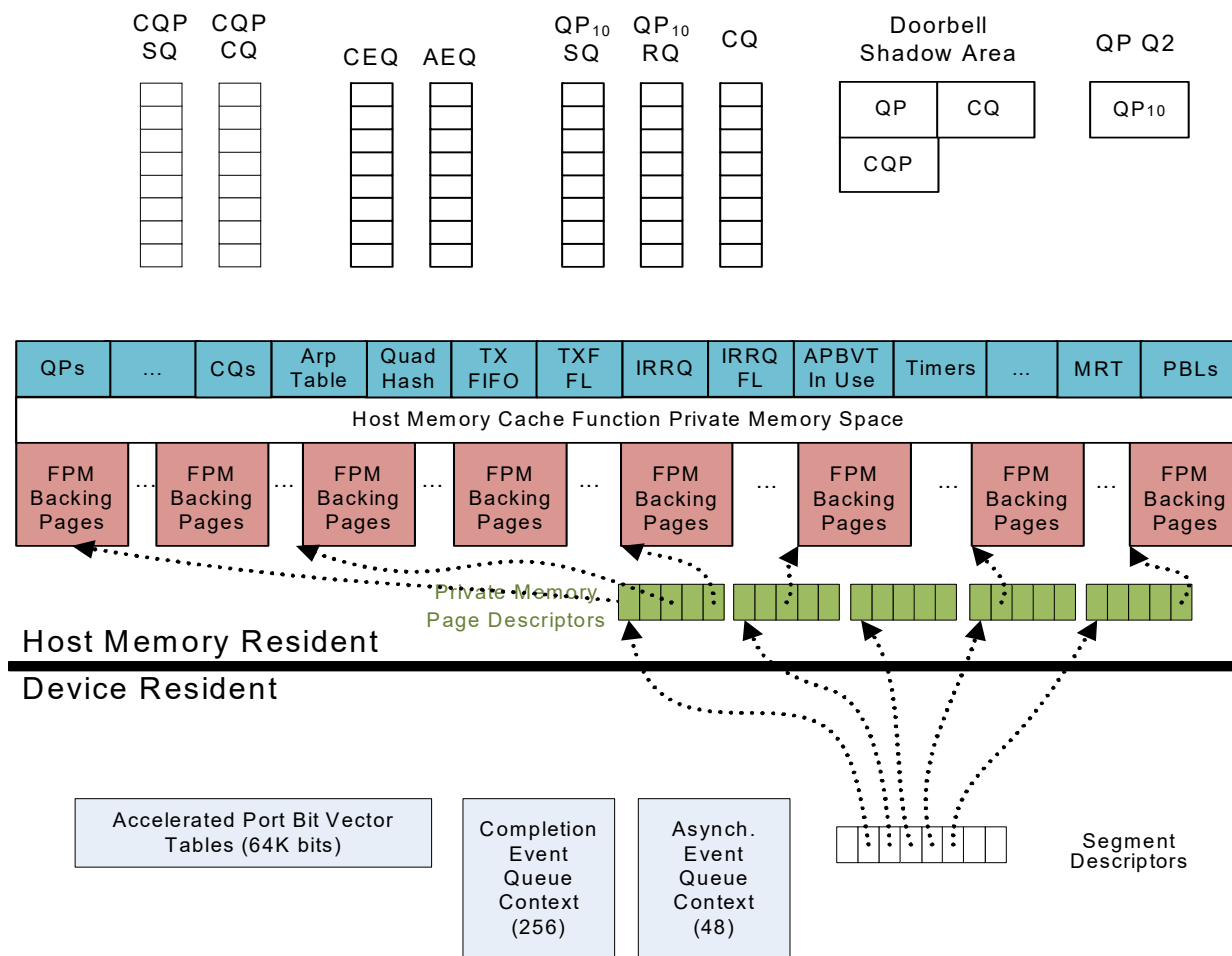 CQP
SQ
CQP
CQ
CEQ
AEQ
QP₁₀
SQ
QP₁₀
RQ
CQ
Doorbell
Shadow Area
QP
CQ
CQP
QP Q2
QP₁₀
QPs
...
CQs
Arp
Table
Quad
Hash
TX
FIFO
TXF
FL
IRRQ
IRRQ
FL
APBVT
In Use
Timers
...
MRT
PBLs
Host Memory Cache Function Private Memory Space
FPM
Backing
Pages
...
FPM
Backing
Pages
...
FPM
Backing
Pages
...
FPM
Backing
Pages
...
FPM
Backing
Pages
...
FPM
Backing
Pages
...
FPM
Backing
Pages
...
FPM
Backing
Pages
Private Memory
Page Descriptors
Host Memory Resident
Device Resident
Accelerated Port Bit Vector
Tables (64K bits)
Completion
Event
Queue
Context
(256)
Asynch.
Event
Queue
Context
(48)
Segment
Descriptors